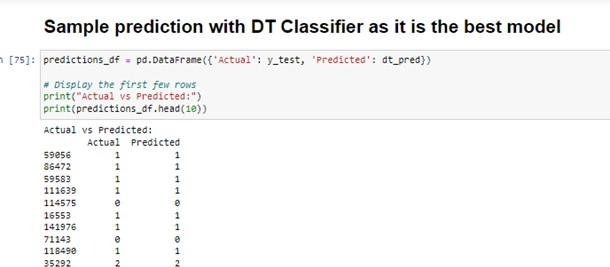 Sample prediction with DT Classifier as it is the best model
[75]: predictions_df = pd.DataFrame({'Actual': y_test, 'Predicted': dt_pred})
# Display the first few rows
print("Actual vs Predicted:")
print(predictions_df.head(10))
Actual vs Predicted:
Actual Predicted
59056 1 1
86472 1 1
59583 1 1
111639 1 1
114575 0 0
16553 1 1
141976 1 1
71143 0 0
118490 1 1
35292 2 2